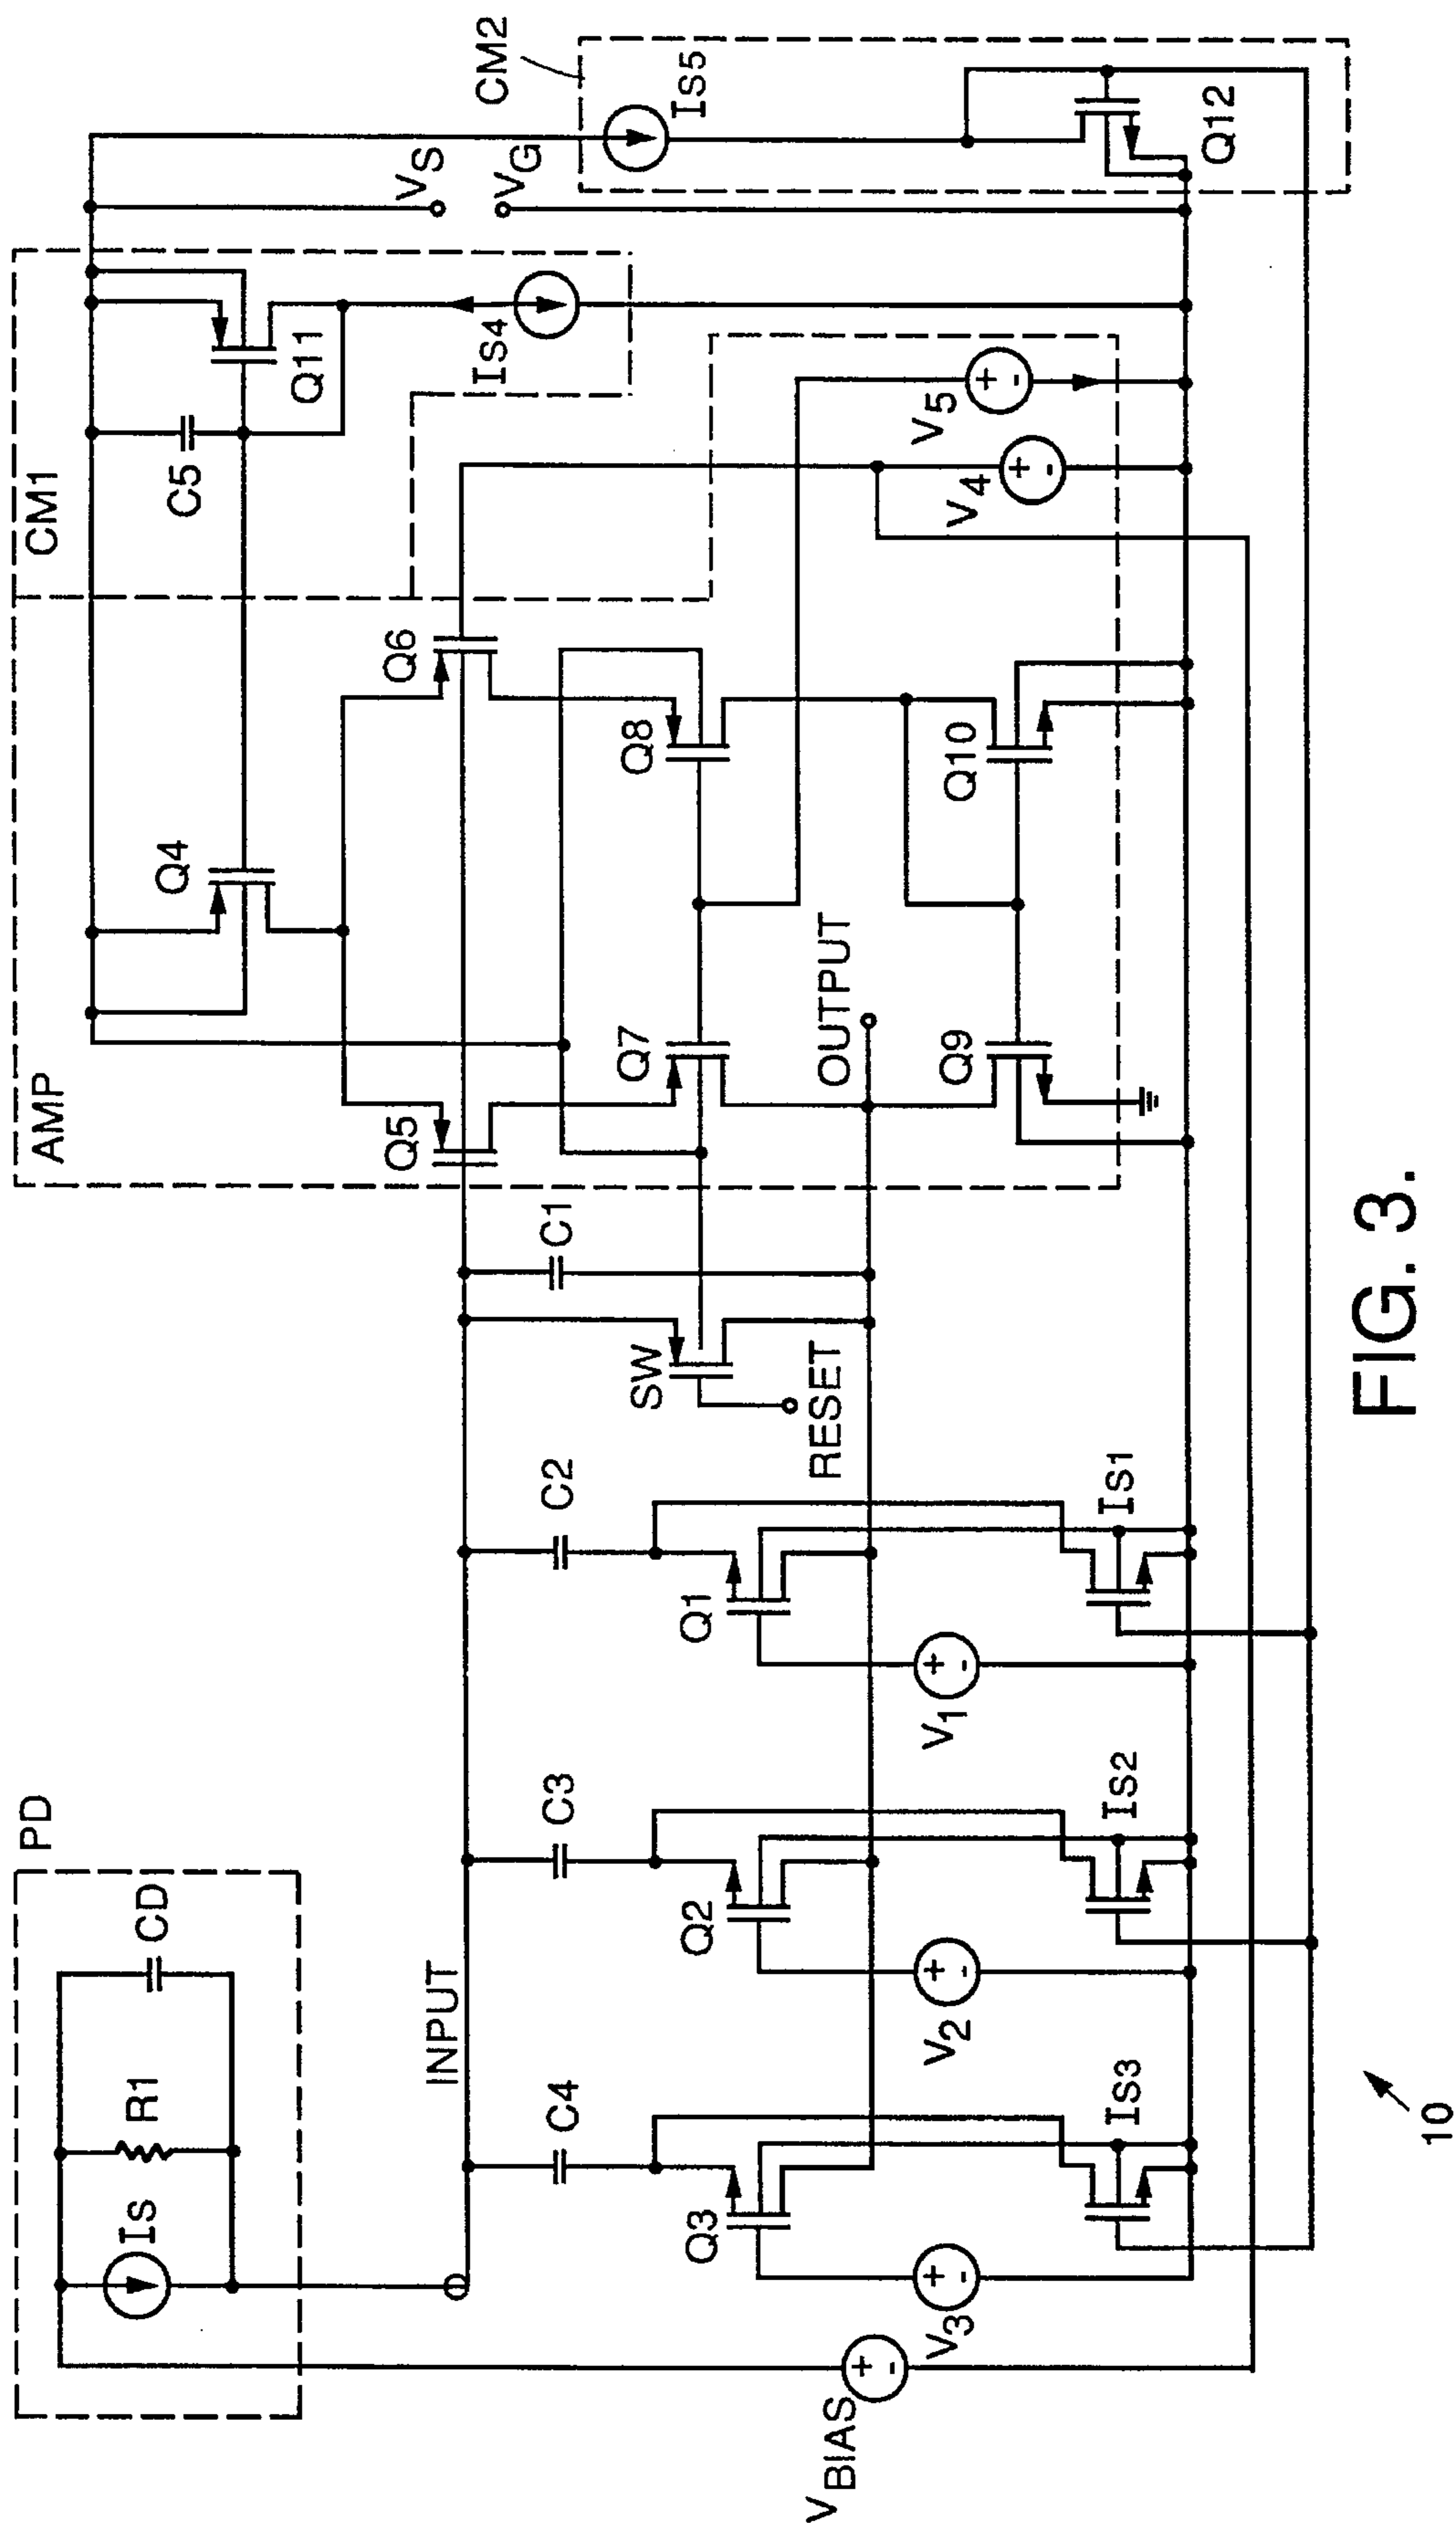 PD
IS
R1
CD
VBIAS
INPUT
C4
C3
C2
C1
Q3
Q2
Q1
SW
RESET
V3
V2
V1
IS3
IS2
IS1
AMP
Q4
Q5
Q6
Q7
Q8
OUTPUT
Q9
Q10
CM1
C5
Q11
IS4
V4
V5
VS
VG
CM2
IS5
Q12
10
FIG. 3.